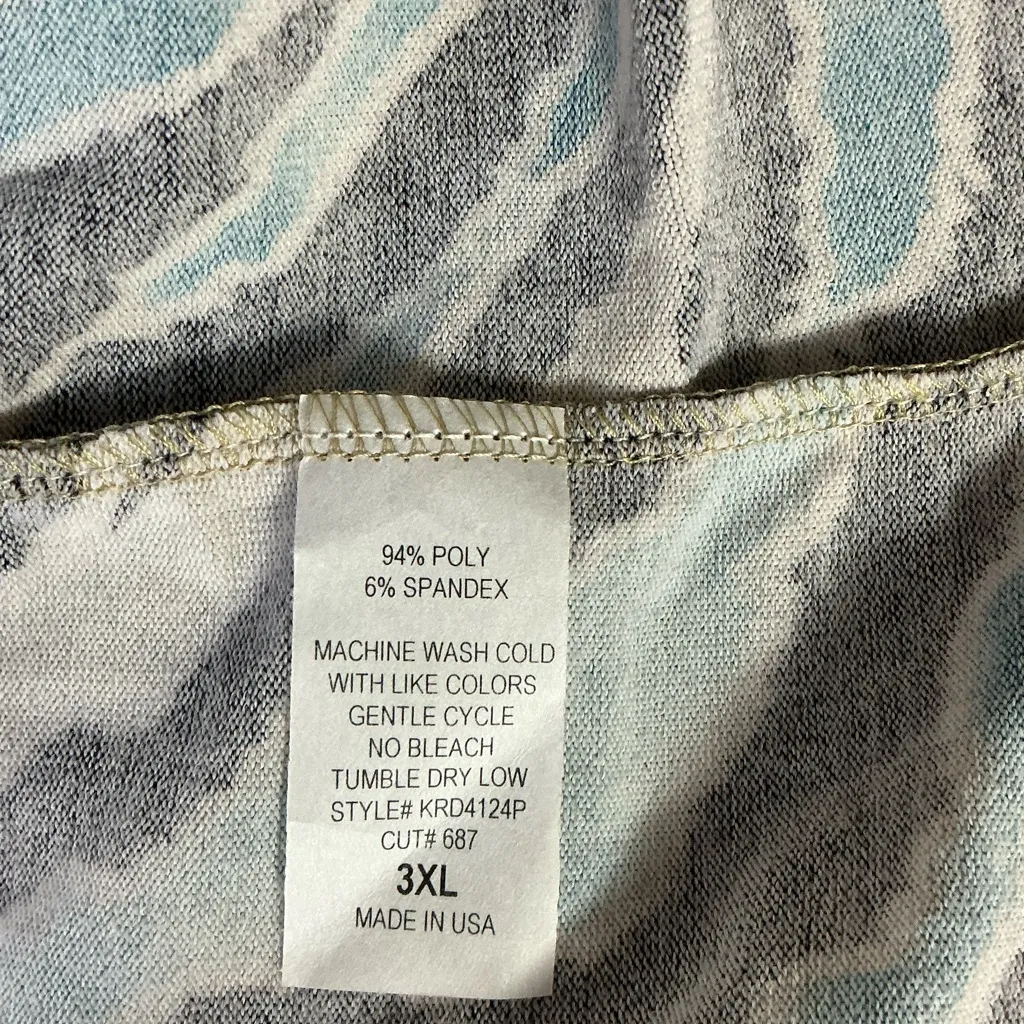 94% POLY
6% SPANDEX
MACHINE WASH COLD
WITH LIKE COLORS
GENTLE CYCLE
NO BLEACH
TUMBLE DRY LOW
STYLE# KRD4124P
CUT# 687
3XL
MADE IN USA